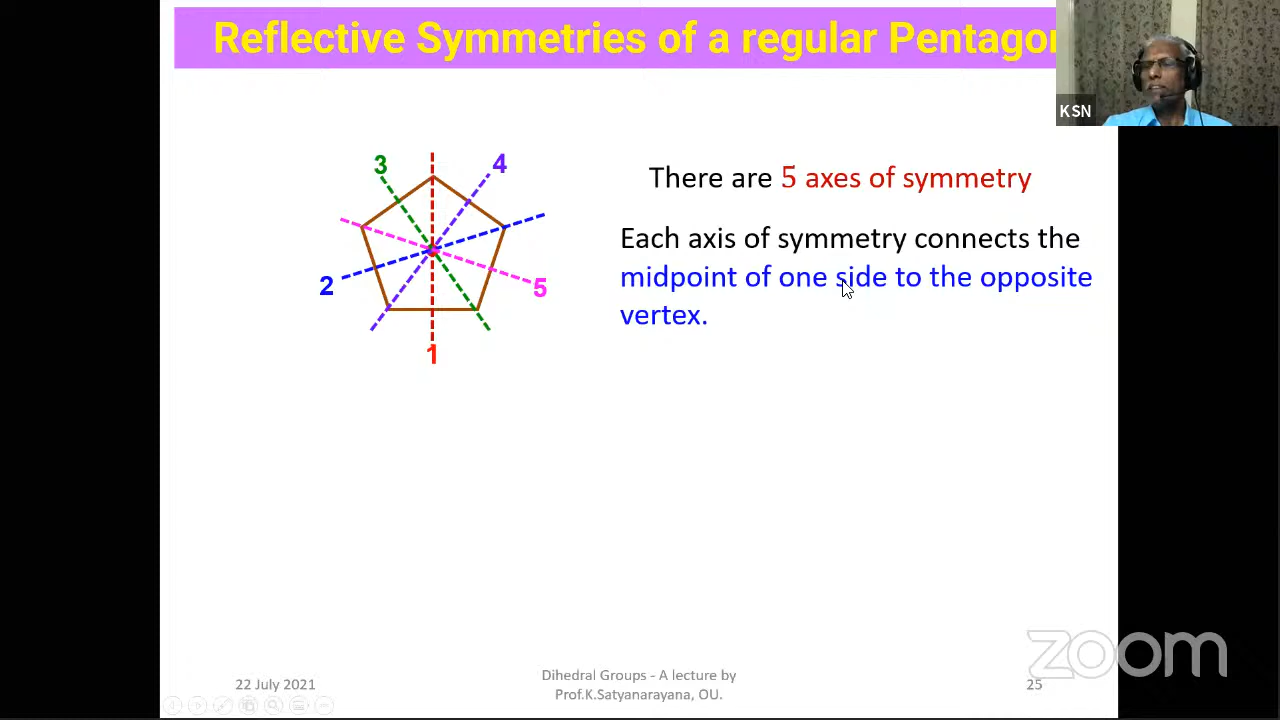 Reflective Symmetries of a regular Pentagon
KSN
3
4
There are 5 axes of symmetry
Each axis of symmetry connects the
midpoint of one side to the opposite
vertex.
2
5
1
zoom
22 July 2021
Dihedral Groups - A lecture by
Prof.K.Satyanarayana, OU.
25